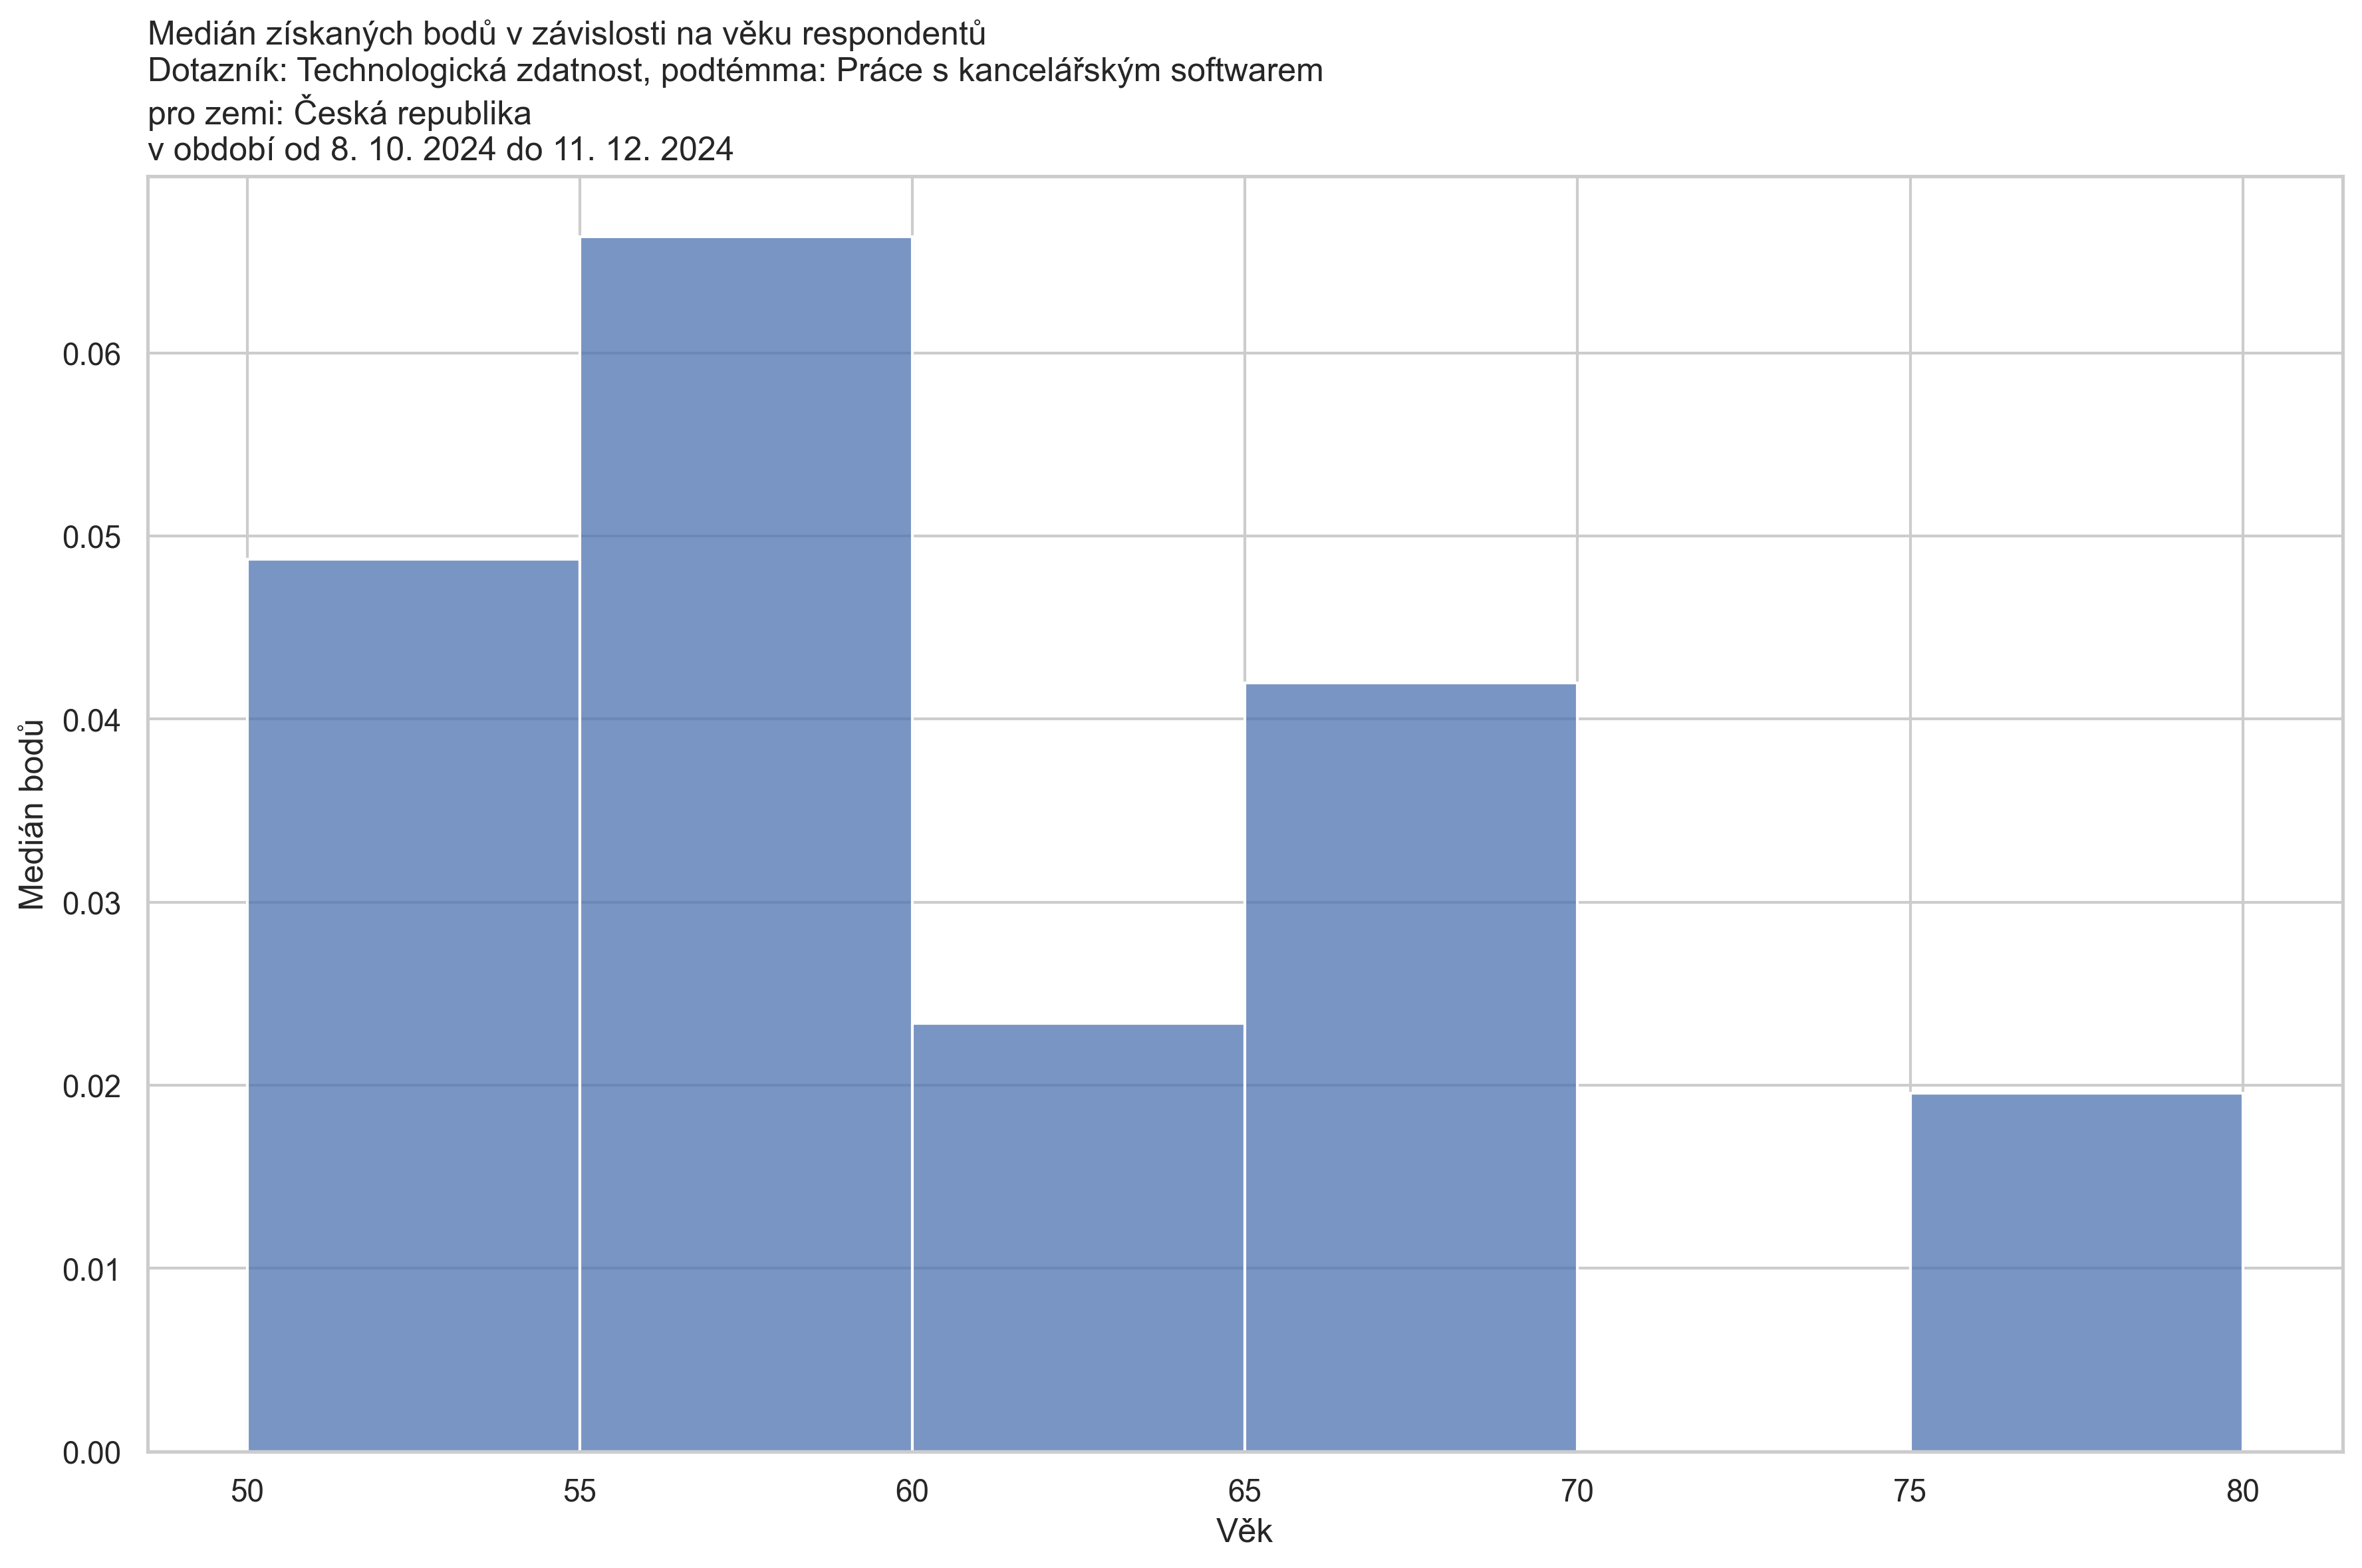 Medián získaných bodů v závislosti na věku respondentů
Dotazník: Technologická zdatnost, podtémma: Práce s kancelářským softwarem
pro zemi: Česká republika
v období od 8. 10. 2024 do 11. 12. 2024
0.06
0.05
0.04
0.03
0.02
0.01
0.00
Medián bodů
50 55 60 65 70 75 80
Věk